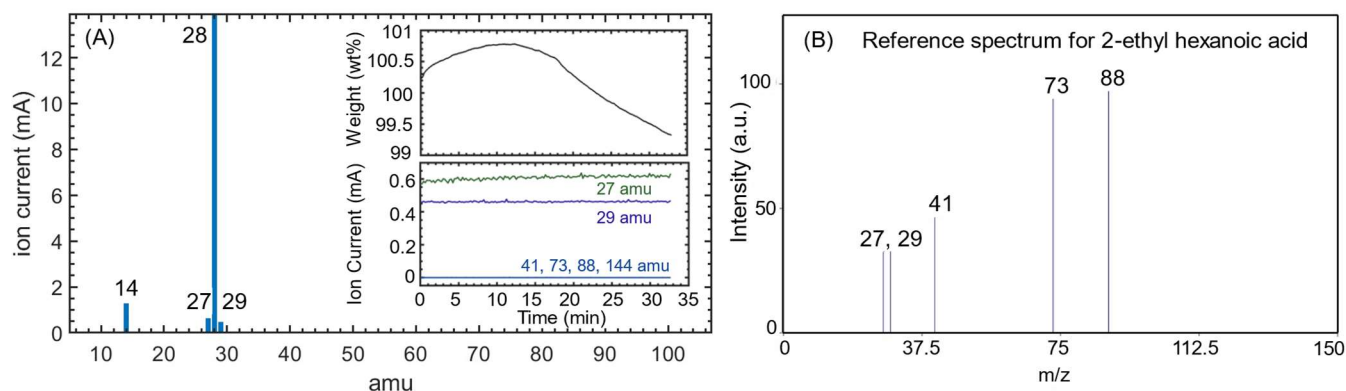 (A)
ion current (mA)
12
10
8
6
4
2
0
14
27
28
29
10 20 30 40 50 60 70 80 90 100
amu
Weight (wt%)
101
100.5
100
99.5
99
Ion Current (mA)
0.6
0.4
0.2
0
27 amu
29 amu
41, 73, 88, 144 amu
0 5 10 15 20 25 30 35
Time (min)
(B) Reference spectrum for 2-ethyl hexanoic acid
Intensity (a.u.)
100
50
0
27, 29
41
73
88
0 37.5 75 112.5 150
m/z